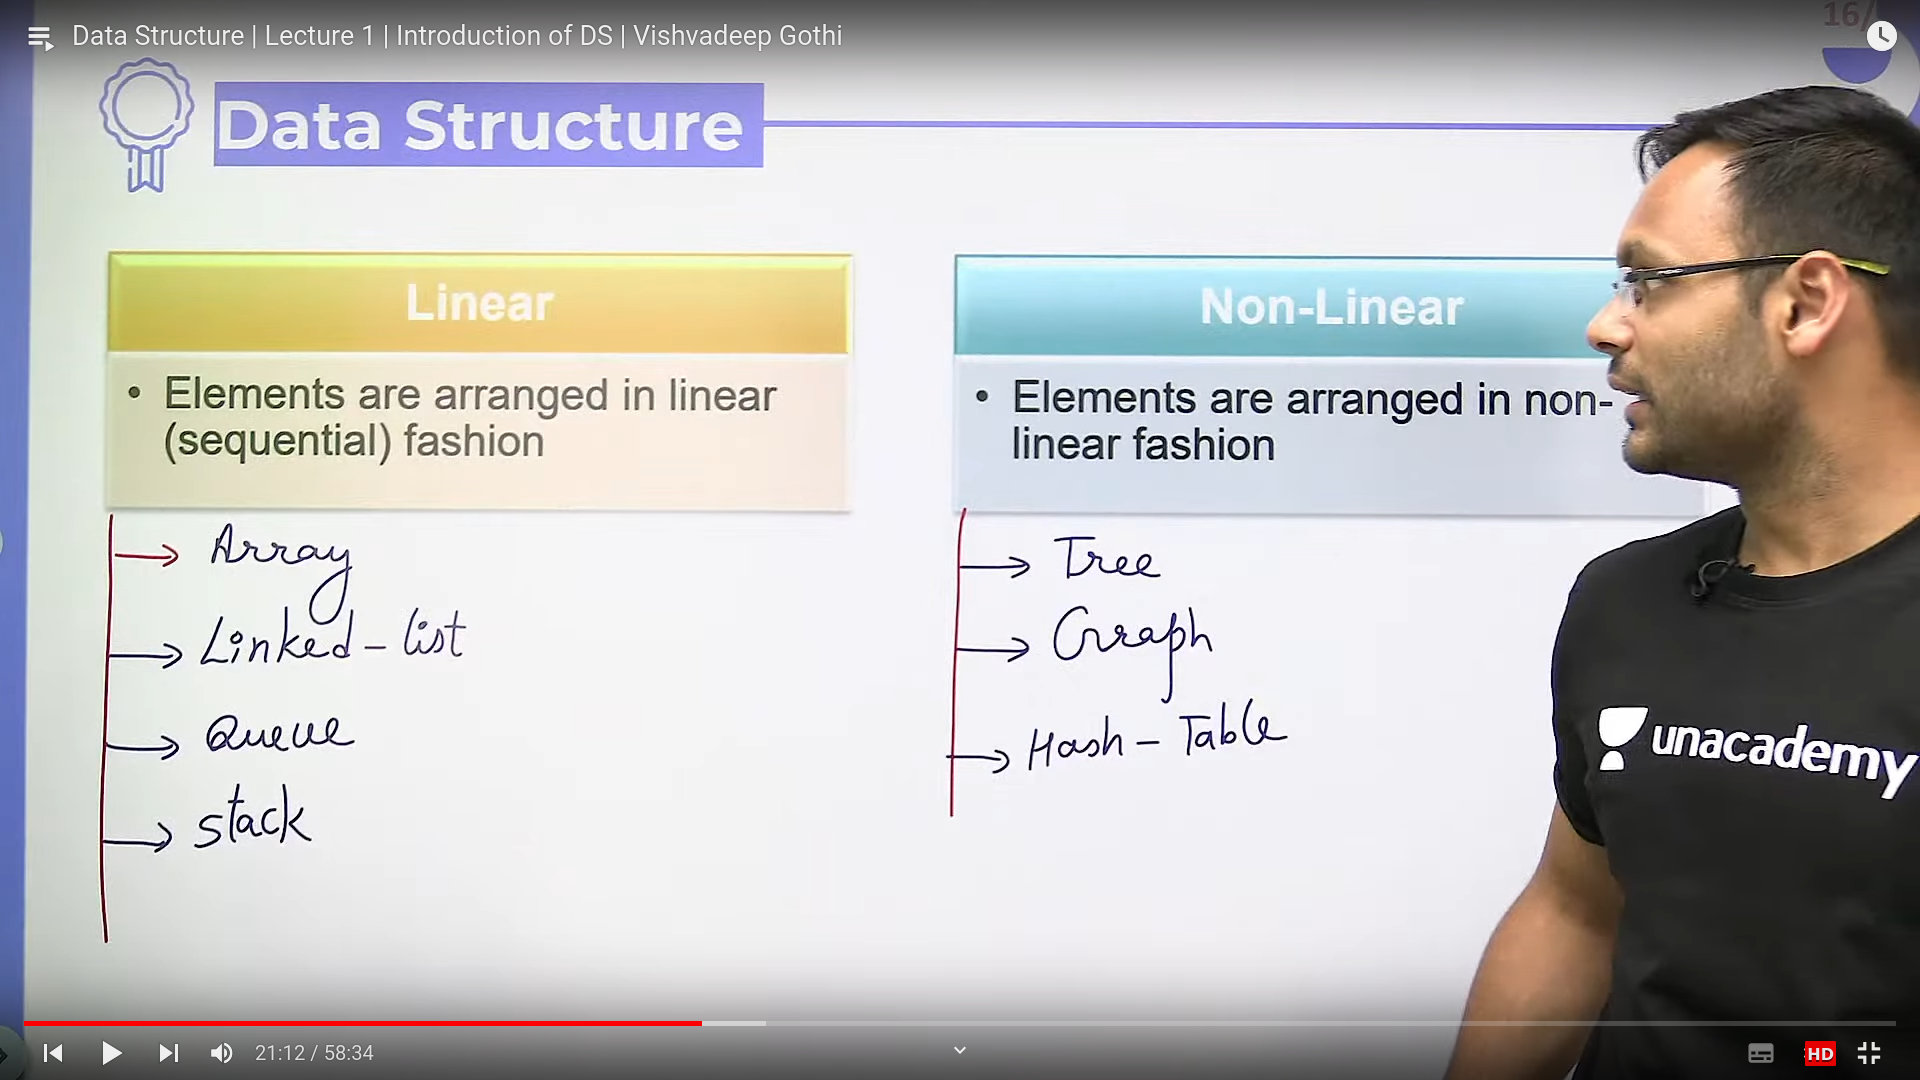 Data Structure | Lecture 1 | Introduction of DS | Vishvadeep Gothi
16/
Data Structure
Linear
• Elements are arranged in linear
(sequential) fashion
Array
Linked-list
Queue
stack
Non-Linear
• Elements are arranged in non-
linear fashion
Tree
Graph
Hash-Table
unacademy
21:12 / 58:34
HD